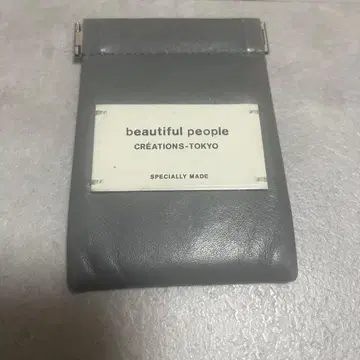 beautiful people
CRÉATIONS-TOKYO
SPECIALLY MADE